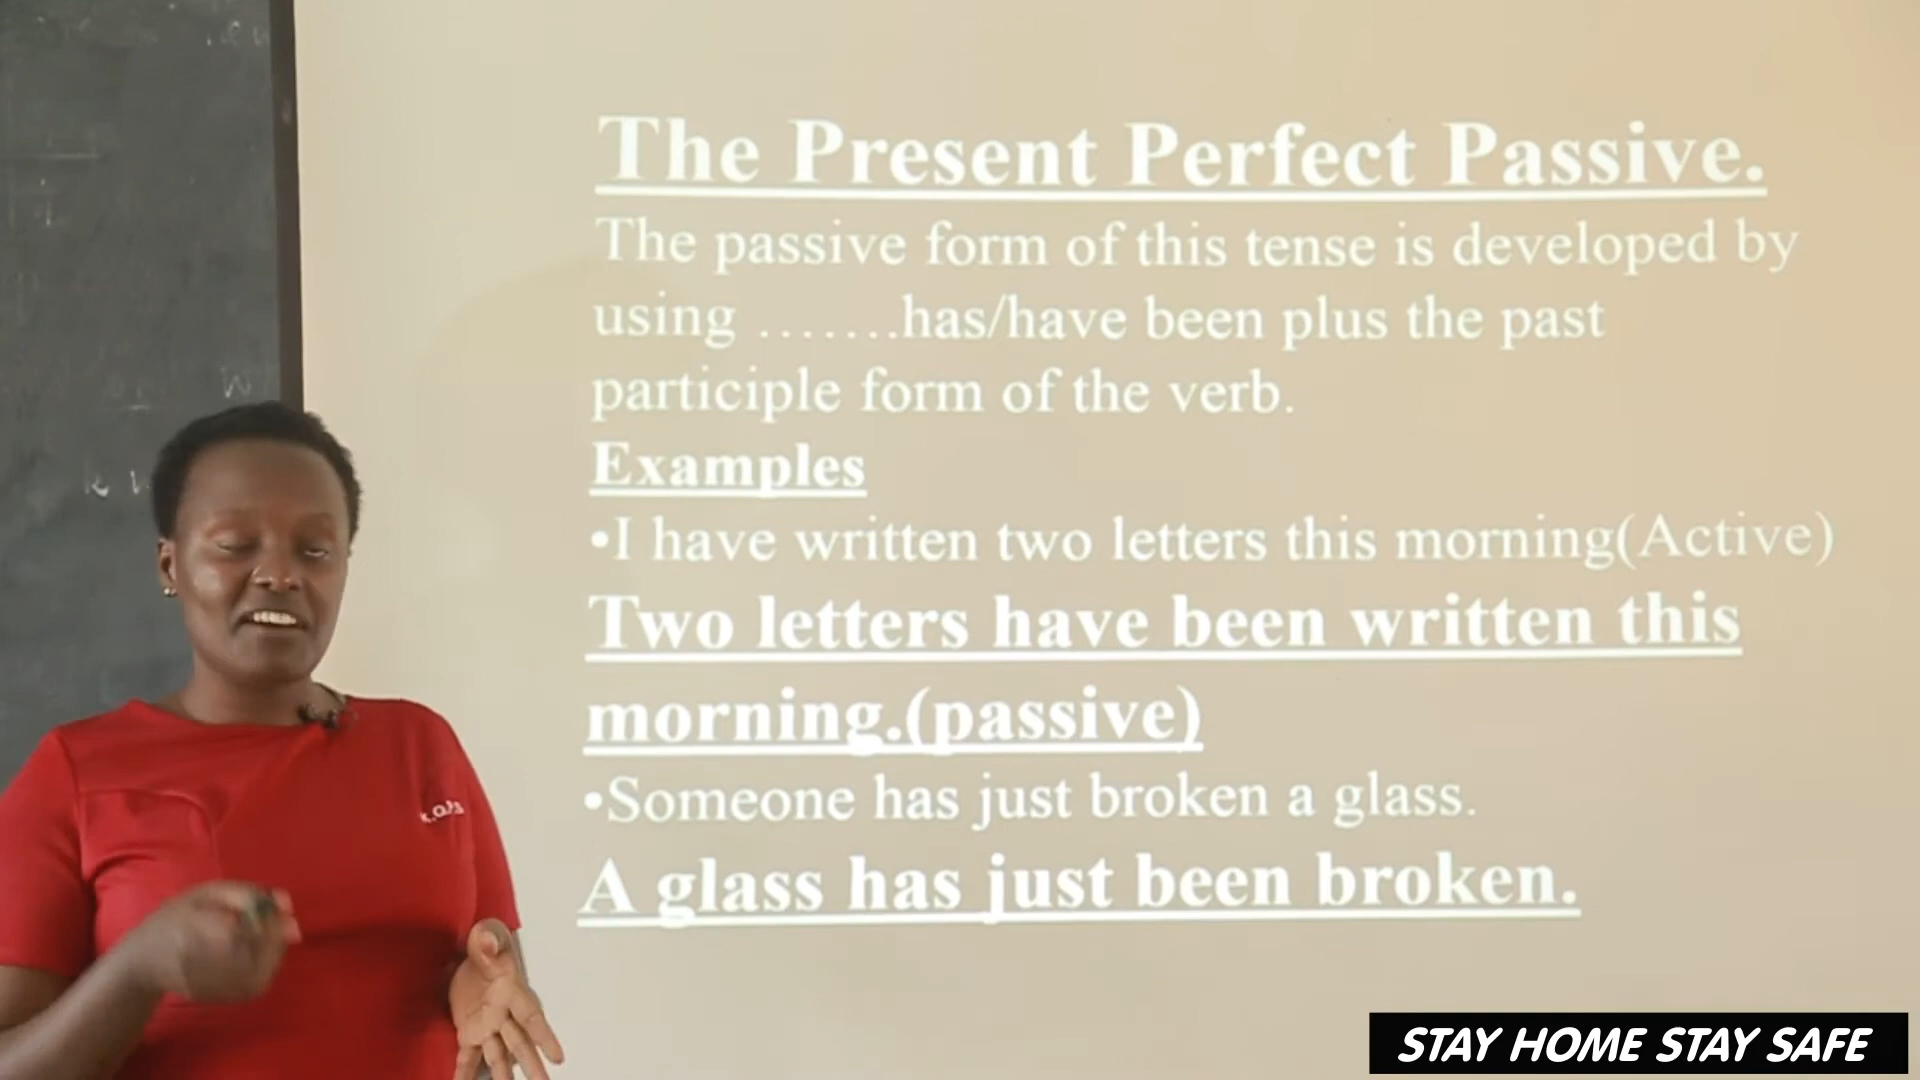 The Present Perfect Passive.
The passive form of this tense is developed by
using .......has/have been plus the past
participle form of the verb.
Examples
•I have written two letters this morning(Active)
Two letters have been written this
morning.(passive)
•Someone has just broken a glass.
A glass has just been broken.
STAY HOME STAY SAFE